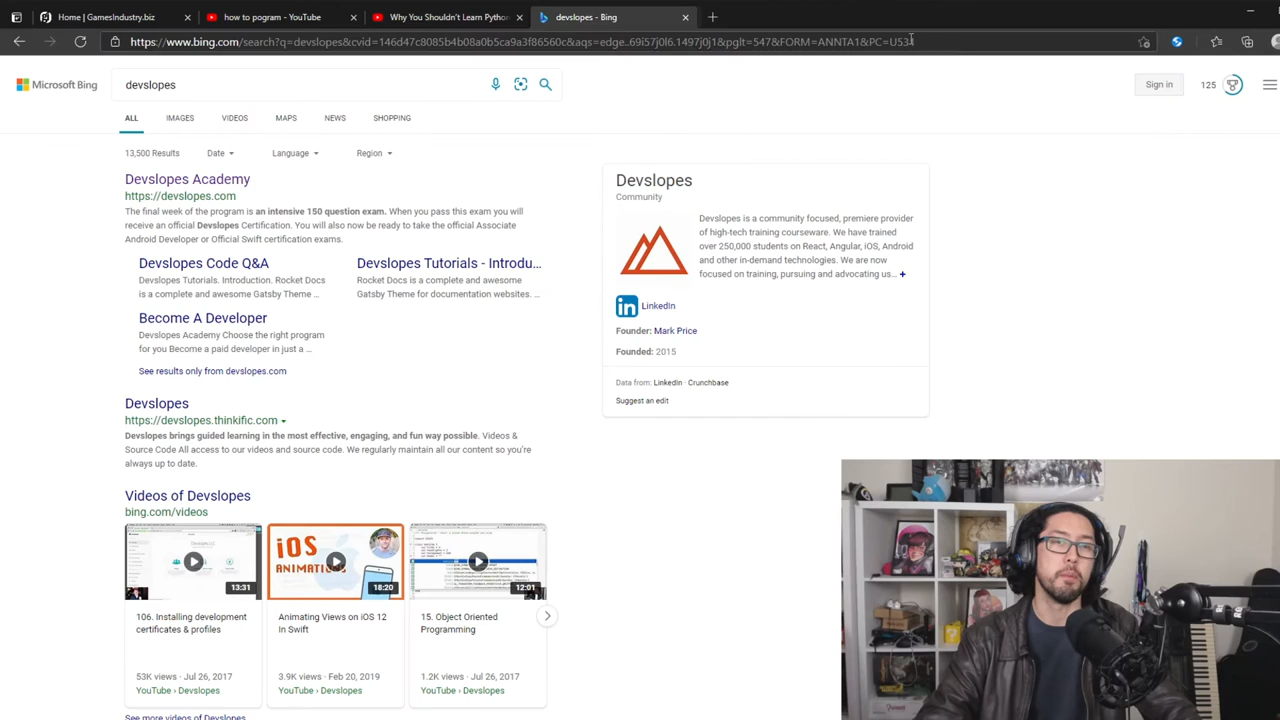 Home | GamesIndustry.biz
how to pogram - YouTube
Why You Shouldn't Learn Python
devslopes - Bing
https://www.bing.com/search?q=devslopes&cvid=146d47c8085b4b08a0b5ca9a3f86560c&aqs=edge..69i57j0l6.1497j0j1&pglt=547&FORM=ANNTA1&PC=U531
Microsoft Bing
devslopes
Sign in
125
ALL
IMAGES
VIDEOS
MAPS
NEWS
SHOPPING
13,500 Results
Date
Language
Region
Devslopes Academy
https://devslopes.com
The final week of the program is an intensive 150 question exam. When you pass this exam you will
receive an official Devslopes Certification. You will also now be ready to take the official Associate
Android Developer or Official Swift certification exams.
Devslopes Code Q&A
Devslopes Tutorials. Introduction. Rocket Docs
is a complete and awesome Gatsby Theme ...
Devslopes Tutorials - Introdu...
Rocket Docs is a complete and awesome
Gatsby Theme for documentation websites. ...
Become A Developer
Devslopes Academy Choose the right program
for you Become a paid developer in just a ...
See results only from devslopes.com
Devslopes
https://devslopes.thinkific.com
Devslopes brings guided learning in the most effective, engaging, and fun way possible. Videos &
Source Code All access to our videos and source code. We regularly maintain all our content so you're
always up to date.
Videos of Devslopes
bing.com/videos
iOS
ANIMATION
13:31
18:20
12:01
106. Installing development
certificates & profiles
53K views · Jul 26, 2017
YouTube › Devslopes
Animating Views on iOS 12
In Swift
3.9K views · Feb 20, 2019
YouTube › Devslopes
15. Object Oriented
Programming
1.2K views · Jul 26, 2017
YouTube › Devslopes
See more videos of Devslopes
Devslopes
Community
Devslopes is a community focused, premiere provider
of high-tech training courseware. We have trained
over 250,000 students on React, Angular, iOS, Android
and other in-demand technologies. We are now
focused on training, pursuing and advocating us... +
in LinkedIn
Founder: Mark Price
Founded: 2015
Data from: LinkedIn · Crunchbase
Suggest an edit